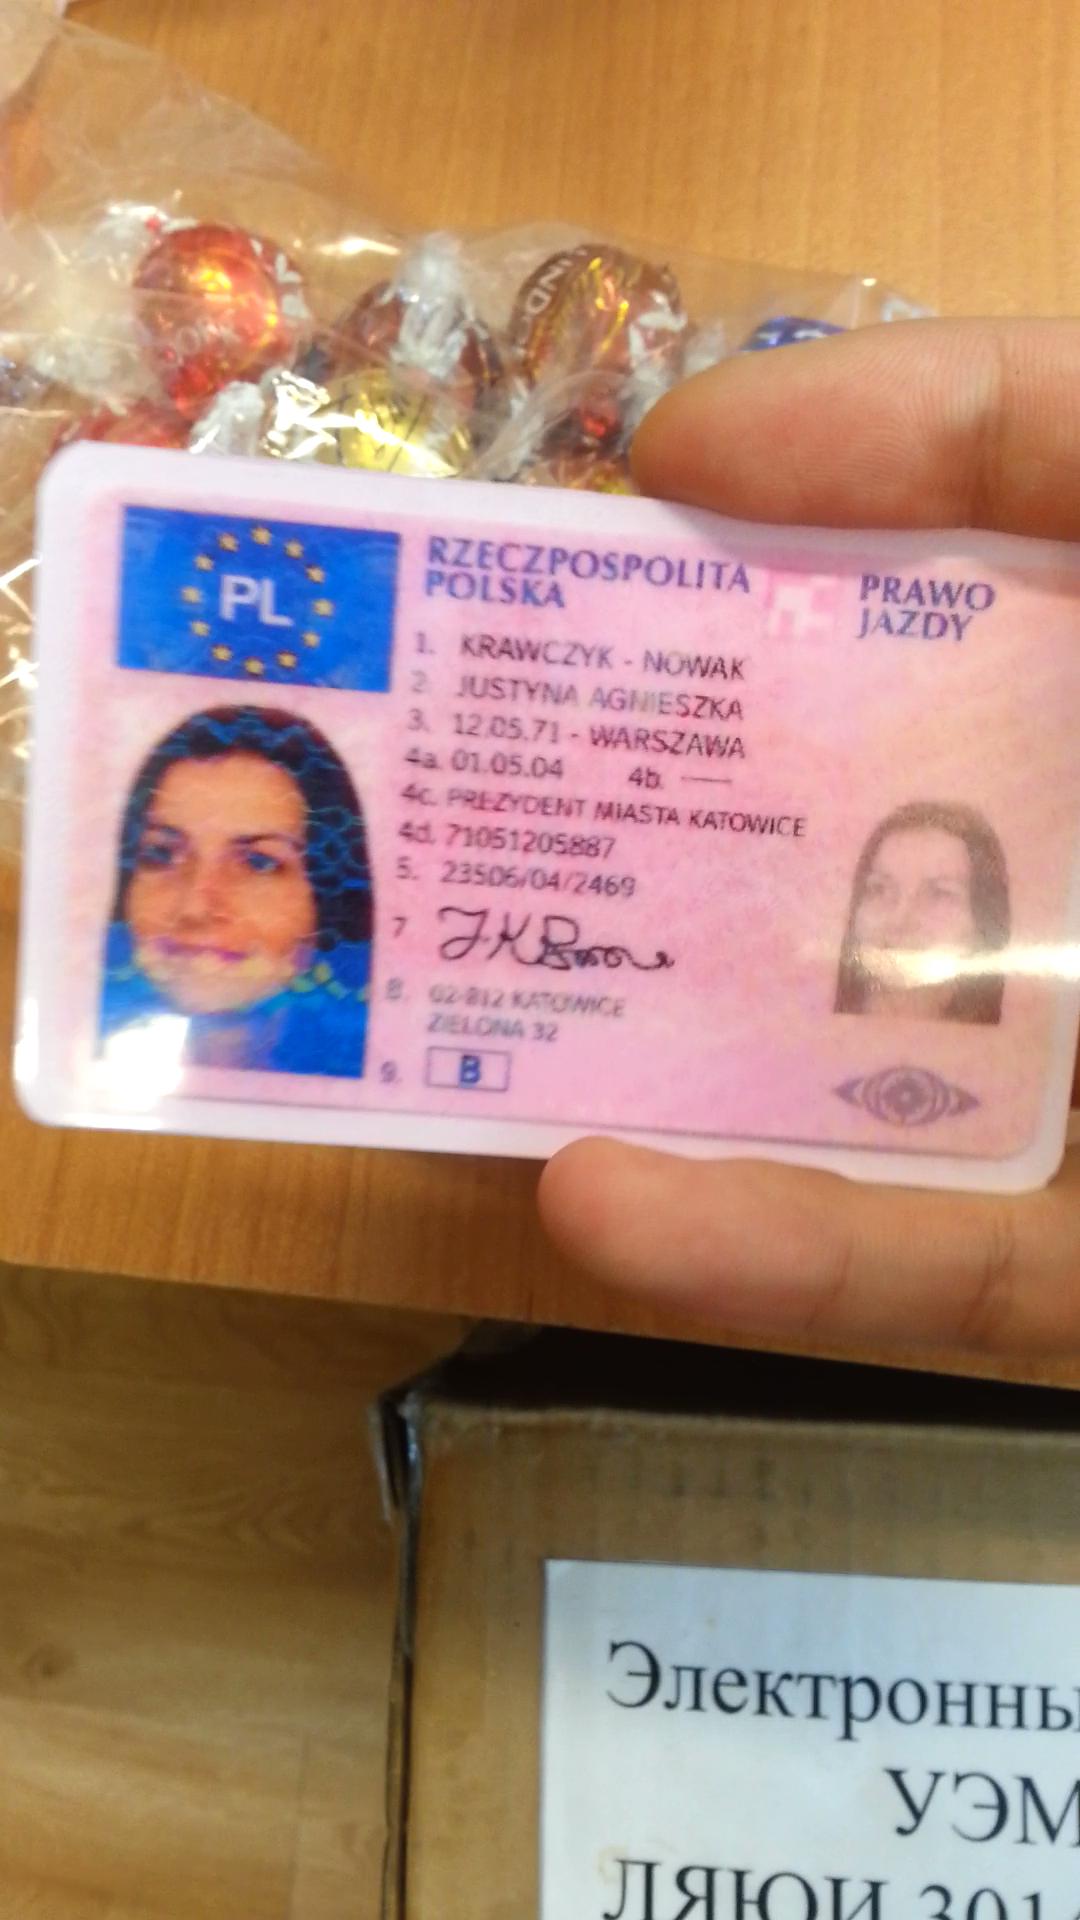 LIND
PL
RZECZPOSPOLITA
POLSKA
PRAWO
JAZDY
1. KRAWCZYK - NOWAK
2. JUSTYNA AGNIESZKA
3. 12.05.71 - WARSZAWA
4a. 01.05.04 4b. —
4c. PREZYDENT MIASTA KATOWICE
4d. 71051205887
5. 23506/04/2469
7
8. 02-812 KATOWICE
ZIELONA 32
9. B
Электронны
УЭМ
ЛЯЮИ 301